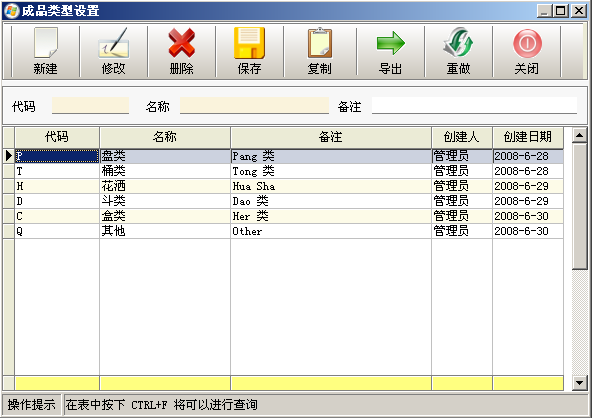 成品类型设置
新建 修改 删除 保存 复制 导出 重做 关闭
代码 名称 备注
代码 名称 备注 创建人 创建日期
P 盘类 Pang 类 管理员 2008-6-28
T 桶类 Tong 类 管理员 2008-6-28
H 花洒 Hua Sha 管理员 2008-6-29
D 斗类 Dao 类 管理员 2008-6-29
C 盒类 Her 类 管理员 2008-6-30
Q 其他 Other 管理员 2008-6-30
操作提示 在表中按下 CTRL+F 将可以进行查询